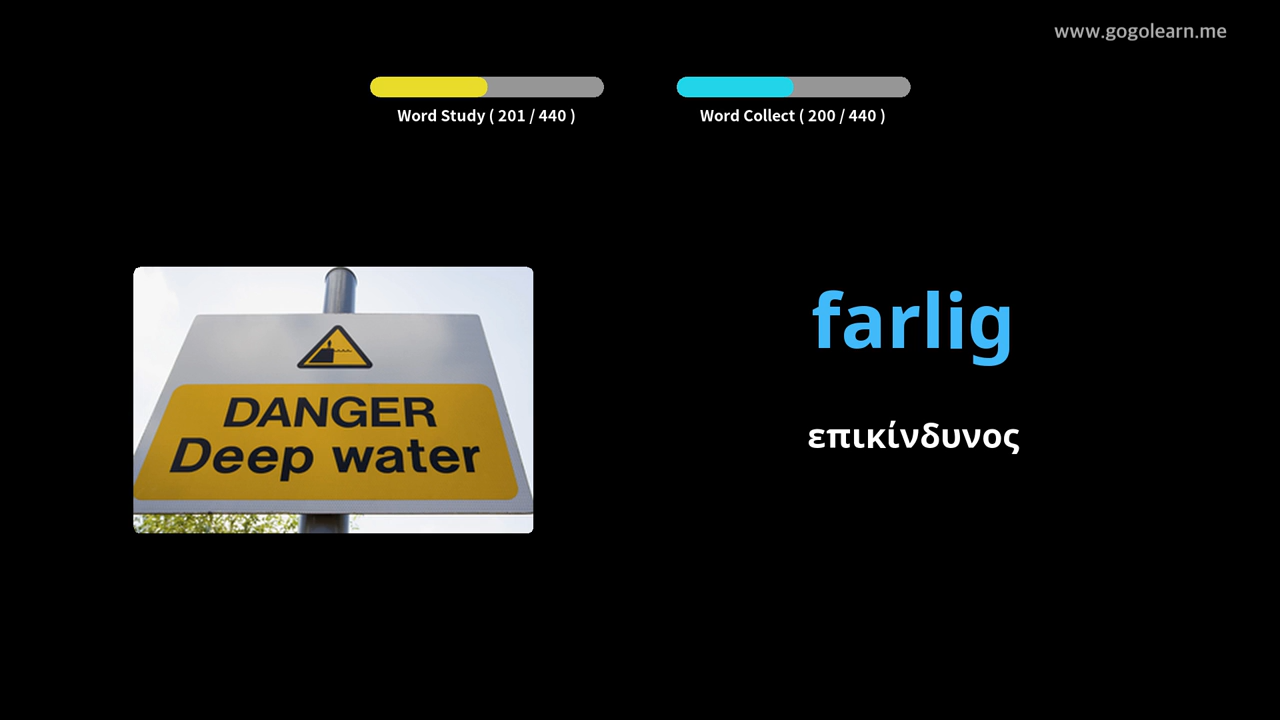 www.gogolearn.me
Word Study ( 201 / 440 )
Word Collect ( 200 / 440 )
DANGER
Deep water
farlig
επικίνδυνος